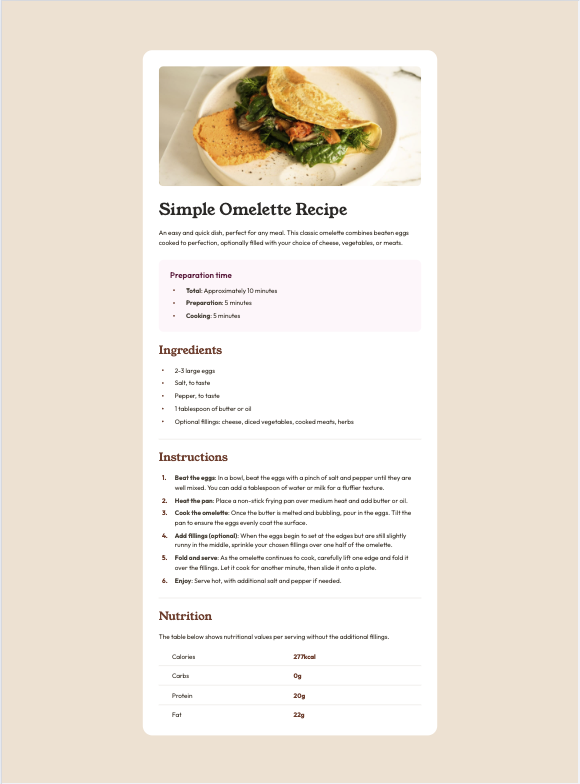 Simple Omelette Recipe
An easy and quick dish, perfect for any meal. This classic omelette combines beaten eggs
cooked to perfection, optionally filled with your choice of cheese, vegetables, or meats.
Preparation time
• Total: Approximately 10 minutes
• Preparation: 5 minutes
• Cooking: 5 minutes
Ingredients
• 2-3 large eggs
• Salt, to taste
• Pepper, to taste
• 1 tablespoon of butter or oil
• Optional fillings: cheese, diced vegetables, cooked meats, herbs
Instructions
1. Beat the eggs: In a bowl, beat the eggs with a pinch of salt and pepper until they are
well mixed. You can add a tablespoon of water or milk for a fluffier texture.
2. Heat the pan: Place a non-stick frying pan over medium heat and add butter or oil.
3. Cook the omelette: Once the butter is melted and bubbling, pour in the eggs. Tilt the
pan to ensure the eggs evenly coat the surface.
4. Add fillings (optional): When the eggs begin to set at the edges but are still slightly
runny in the middle, sprinkle your chosen fillings over one half of the omelette.
5. Fold and serve: As the omelette continues to cook, carefully lift one edge and fold it
over the fillings. Let it cook for another minute, then slide it onto a plate.
6. Enjoy: Serve hot, with additional salt and pepper if needed.
Nutrition
The table below shows nutritional values per serving without the additional fillings.
Calories 277kcal
Carbs 0g
Protein 20g
Fat 22g